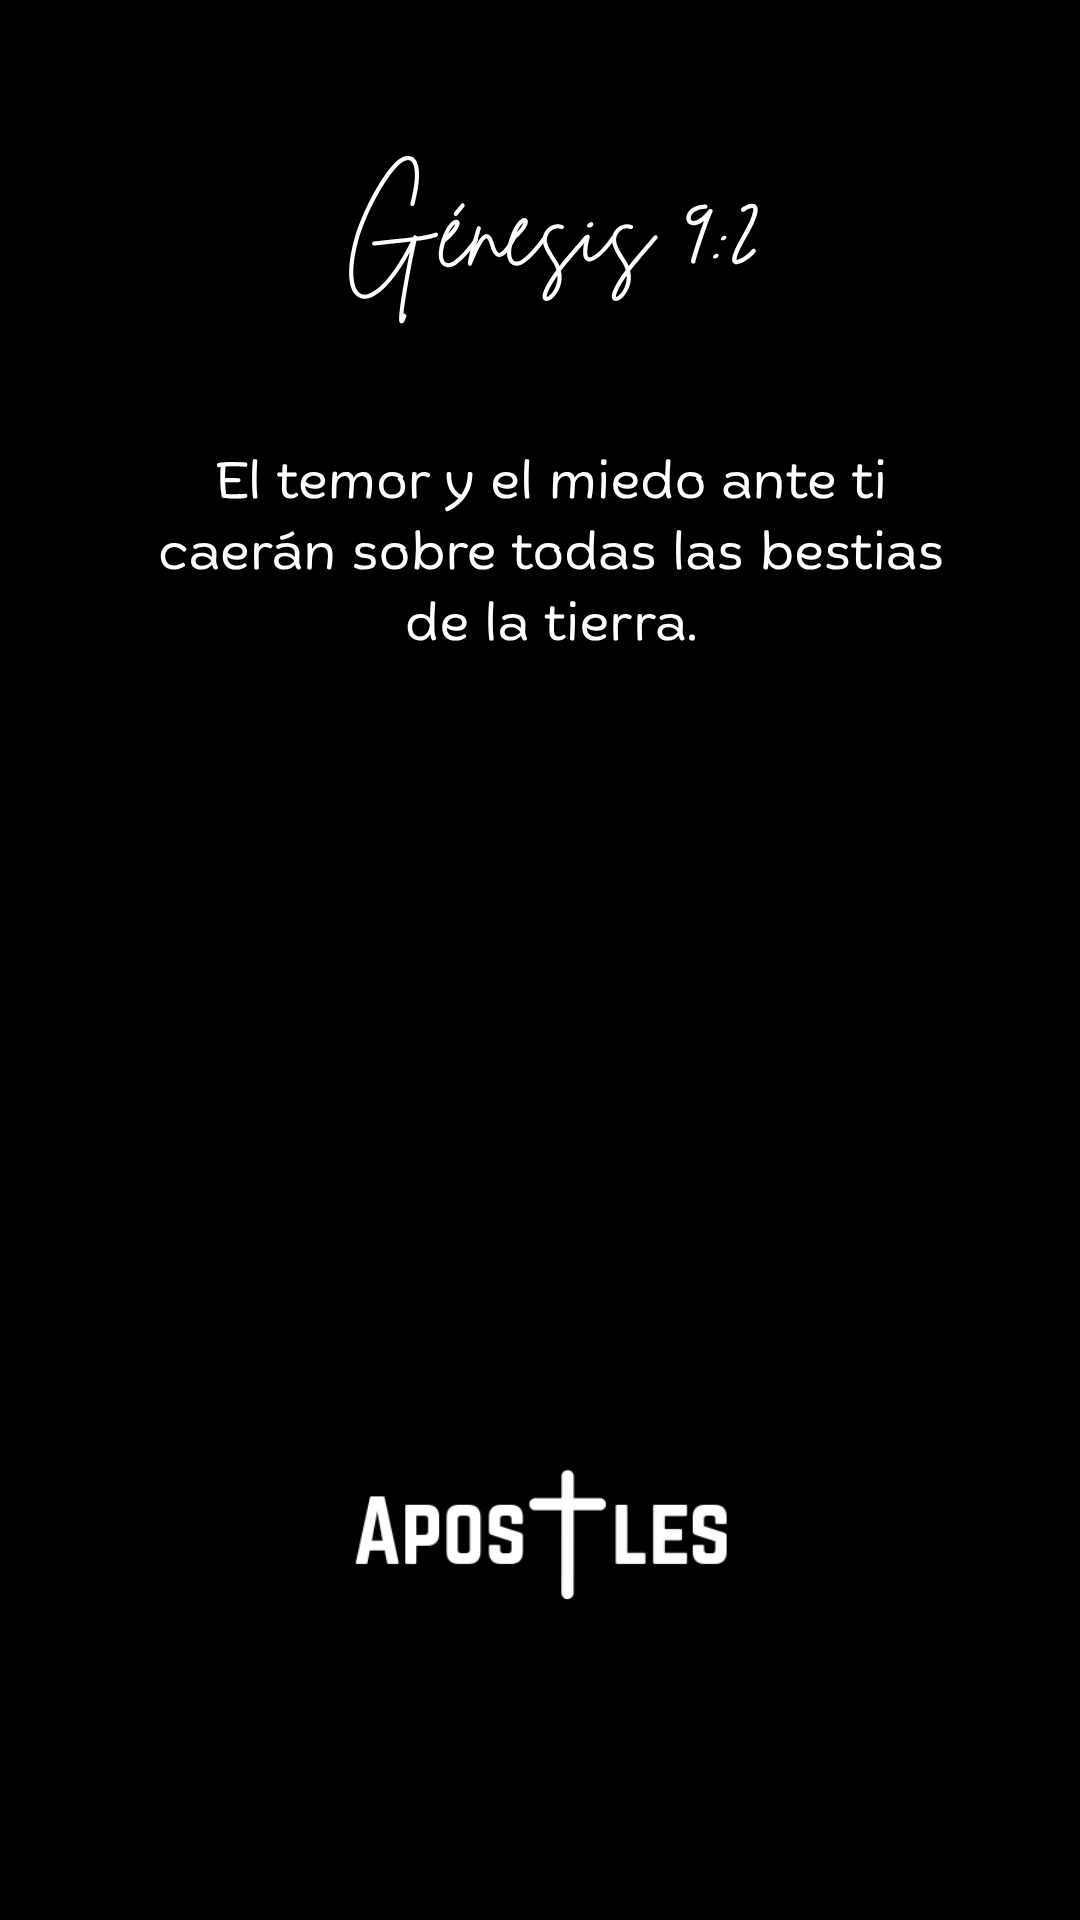 Génesis 9:2
El temor y el miedo ante ti
caerán sobre todas las bestias
de la tierra.
APOSTLES